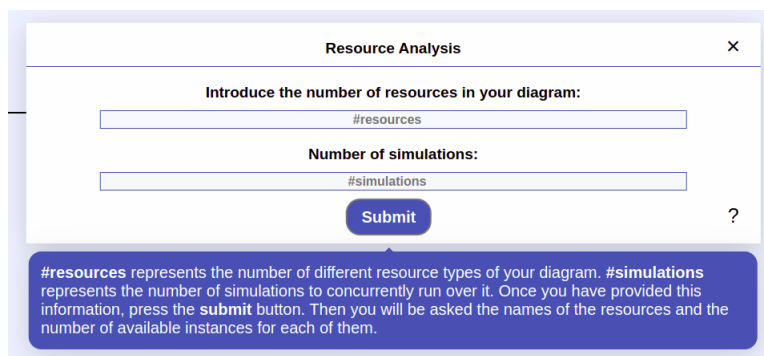 Resource Analysis ✕
Introduce the number of resources in your diagram:
#resources
Number of simulations:
#simulations
Submit
?
#resources represents the number of different resource types of your diagram. #simulations
represents the number of simulations to concurrently run over it. Once you have provided this
information, press the submit button. Then you will be asked the names of the resources and the
number of available instances for each of them.